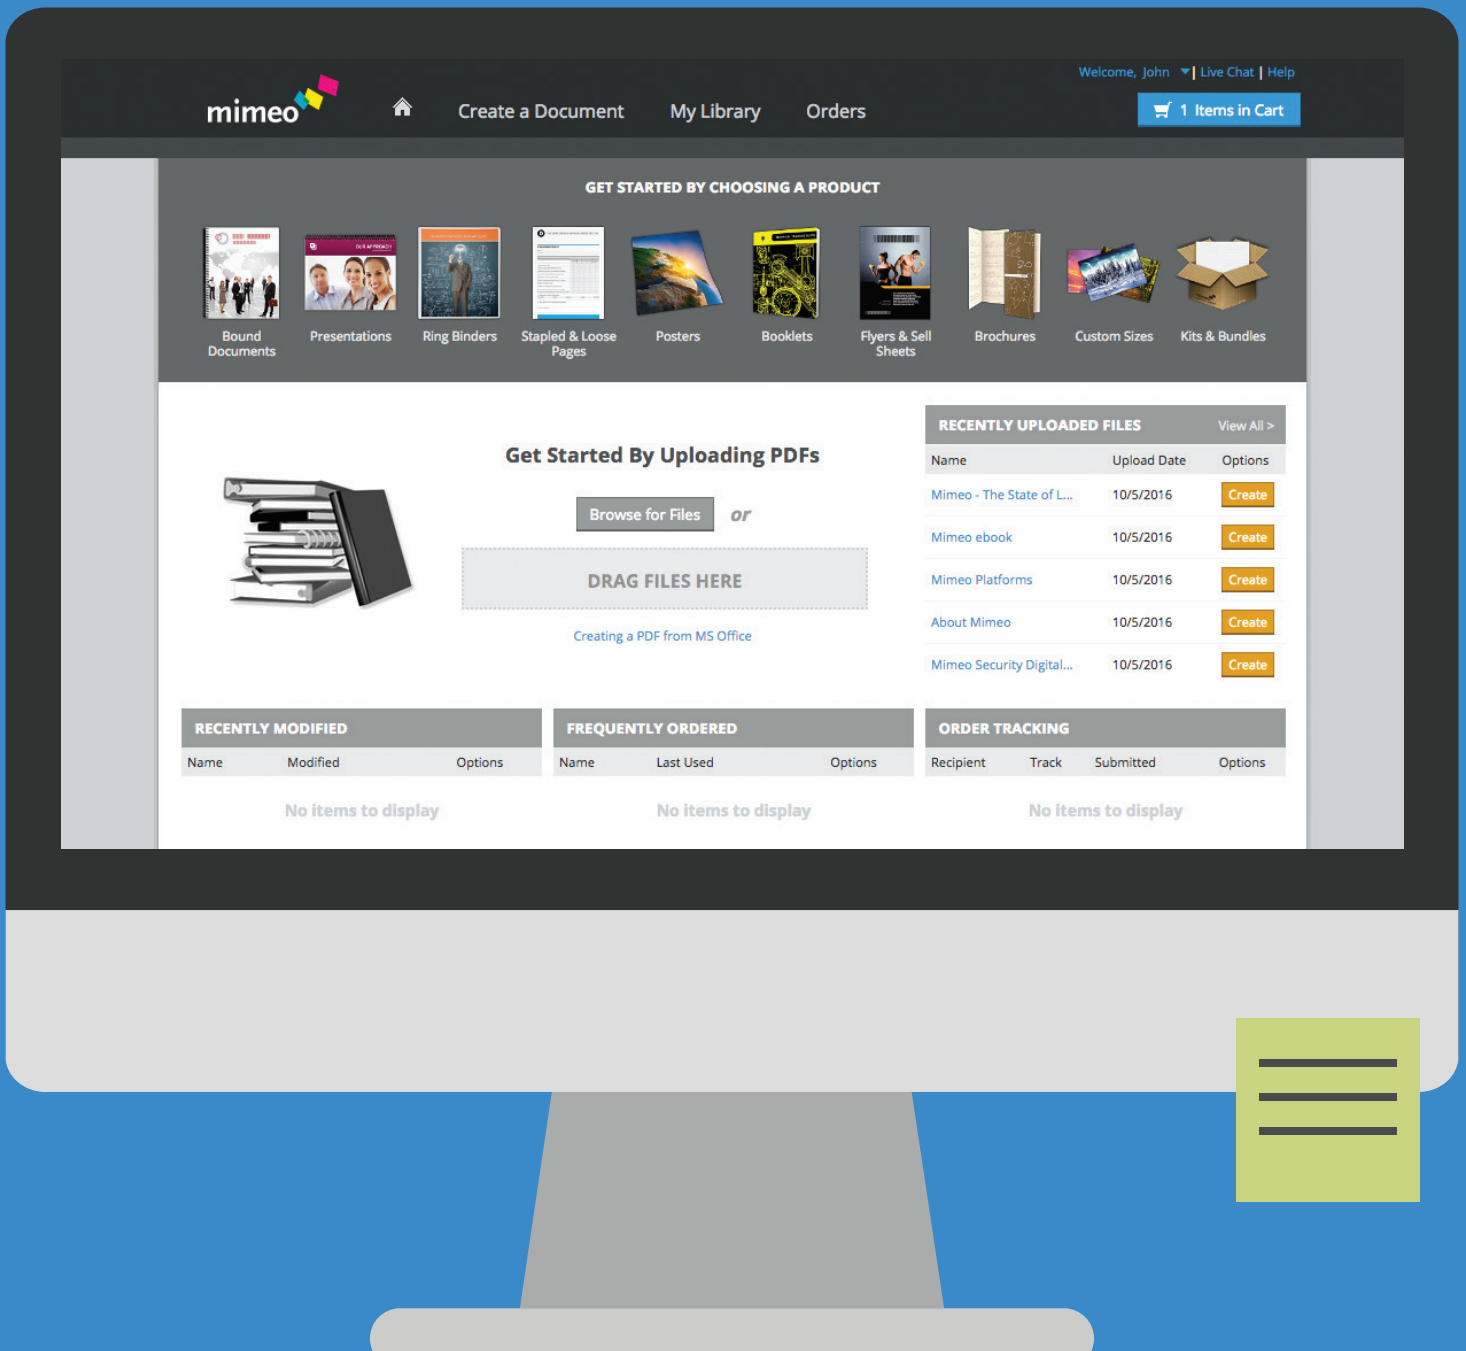 Welcome, John | Live Chat | Help
mimeo
Create a Document
My Library
Orders
1 Items in Cart
GET STARTED BY CHOOSING A PRODUCT
OUR APPROACH
Bound
Documents
Presentations
Ring Binders
Stapled & Loose
Pages
Posters
Booklets
Flyers & Sell
Sheets
Brochures
Custom Sizes
Kits & Bundles
Get Started By Uploading PDFs
Browse for Files
or
DRAG FILES HERE
Creating a PDF from MS Office
RECENTLY UPLOADED FILES
View All >
Name Upload Date Options
Mimeo - The State of L... 10/5/2016 Create
Mimeo ebook 10/5/2016 Create
Mimeo Platforms 10/5/2016 Create
About Mimeo 10/5/2016 Create
Mimeo Security Digital... 10/5/2016 Create
RECENTLY MODIFIED
Name Modified Options
No items to display
FREQUENTLY ORDERED
Name Last Used Options
No items to display
ORDER TRACKING
Recipient Track Submitted Options
No items to display